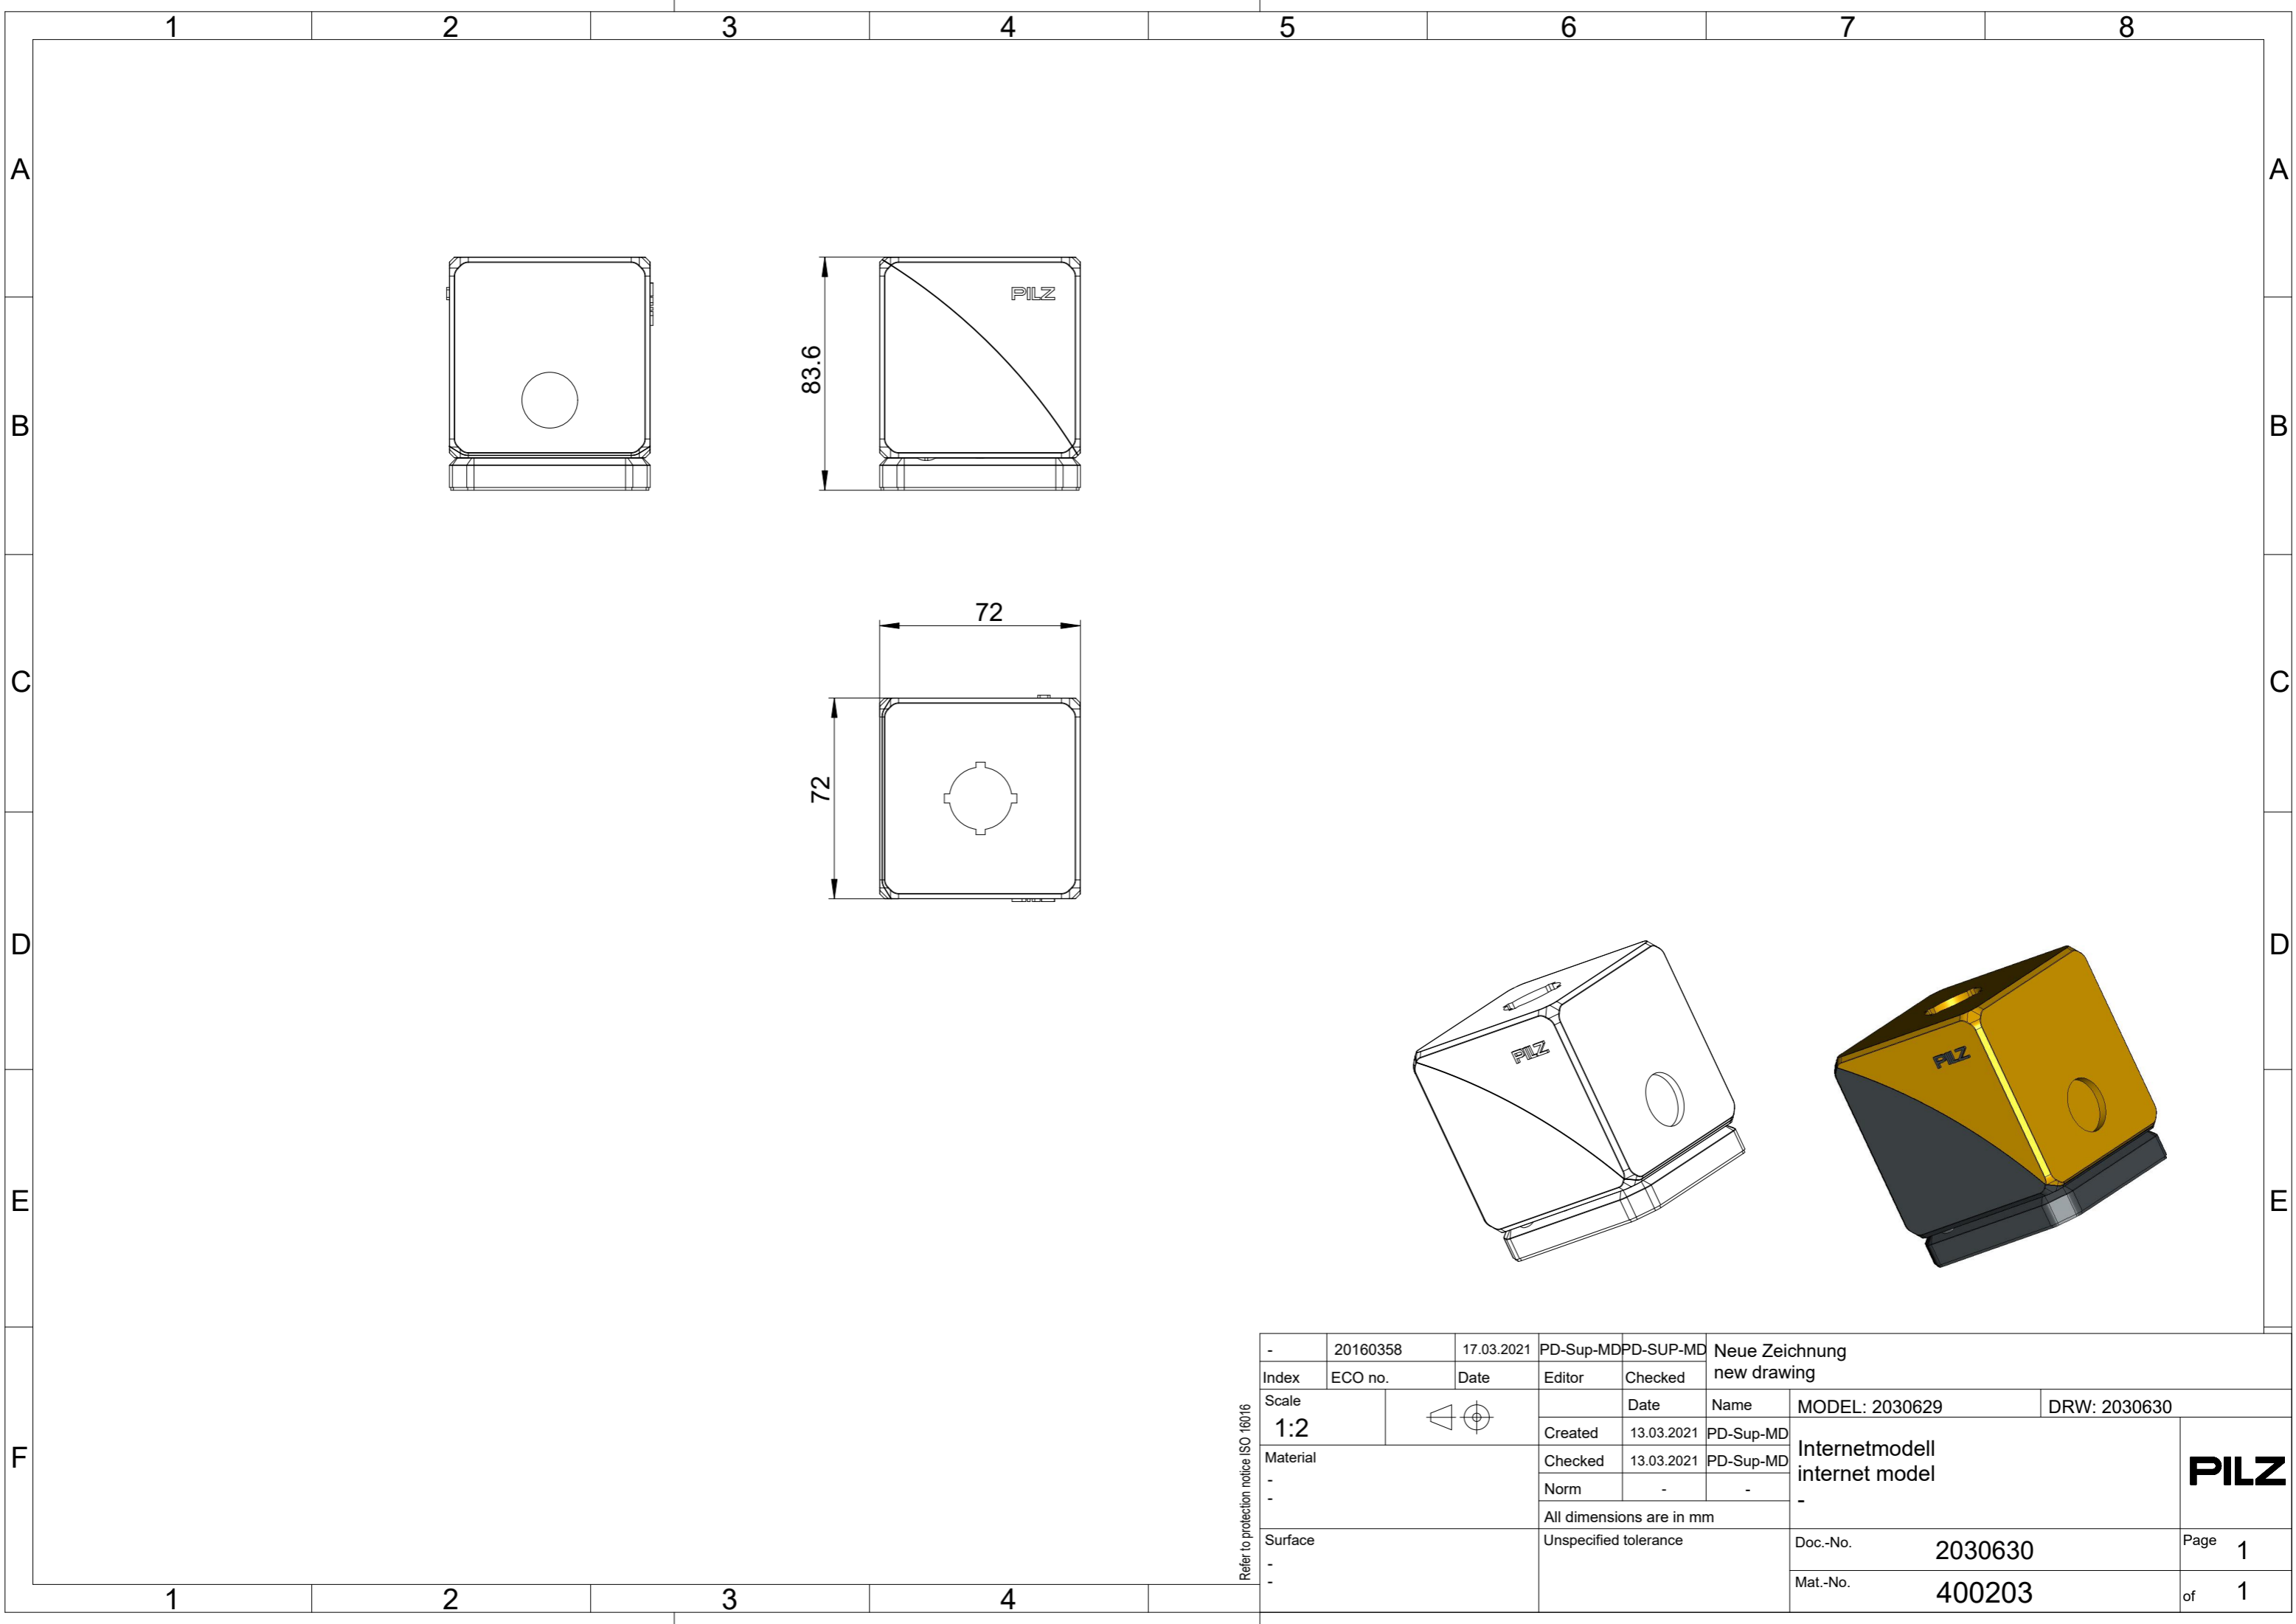 1 2 3 4 5 6 7 8
A A
PILZ
83.6
B B
72
C C
72
D D
PILZ PILZ
E E
- 20160358 17.03.2021 PD-Sup-MD PD-SUP-MD Neue Zeichnung
Index ECO no. Date Editor Checked new drawing
Scale Date Name MODEL: 2030629 DRW: 2030630
1:2 Created 13.03.2021 PD-Sup-MD Internetmodell
Material Checked 13.03.2021 PD-Sup-MD internet model
- Norm - - -
-
PILZ
All dimensions are in mm
Surface Unspecified tolerance Doc.-No. 2030630 Page 1
-
- Mat.-No. 400203 of 1
Refer to protection notice ISO 16016
F F
1 2 3 4